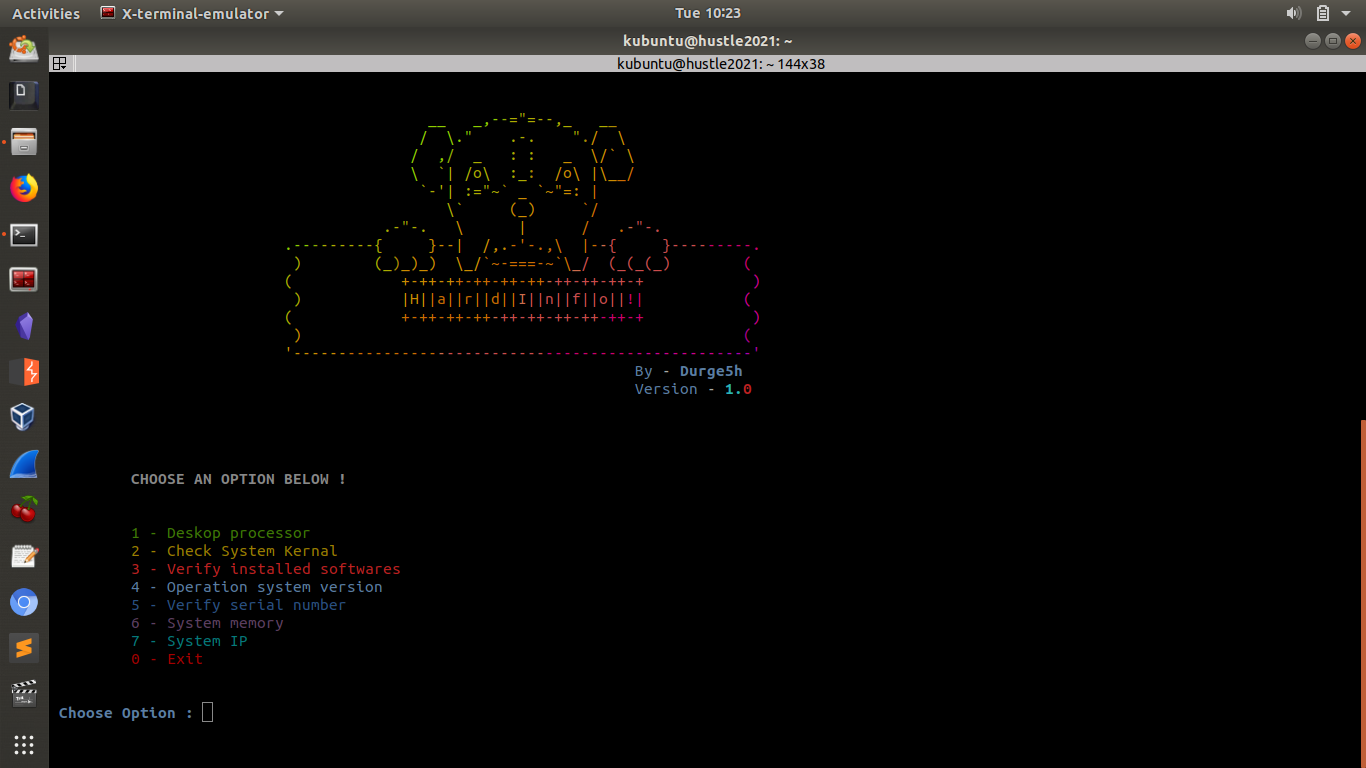 Activities X-terminal-emulator Tue 10:23
kubuntu@hustle2021: ~
kubuntu@hustle2021: ~ 144x38
|H||a||r||d||I||n||f||o||!|
By - Durge5h
Version - 1.0
CHOOSE AN OPTION BELOW !
1 - Deskop processor
2 - Check System Kernal
3 - Verify installed softwares
4 - Operation system version
5 - Verify serial number
6 - System memory
7 - System IP
0 - Exit
Choose Option :